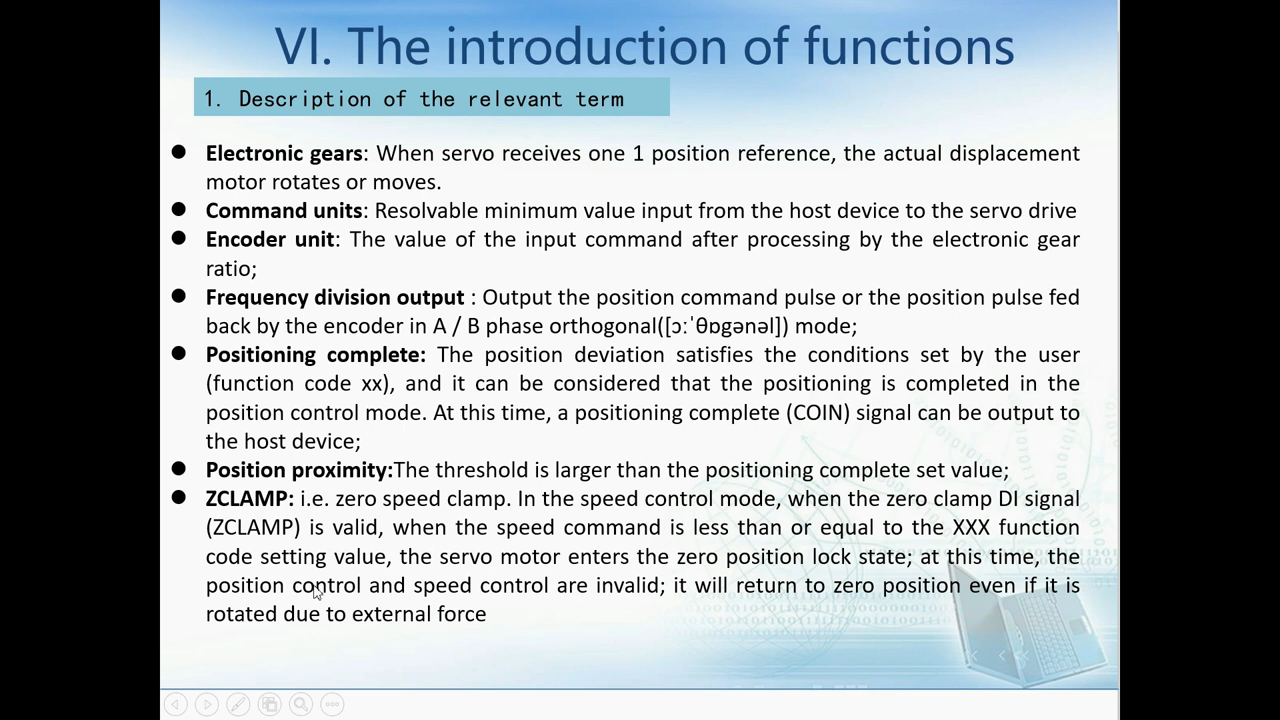 VI. The introduction of functions
1. Description of the relevant term
● Electronic gears: When servo receives one 1 position reference, the actual displacement
motor rotates or moves.
● Command units: Resolvable minimum value input from the host device to the servo drive
● Encoder unit: The value of the input command after processing by the electronic gear
ratio;
● Frequency division output : Output the position command pulse or the position pulse fed
back by the encoder in A / B phase orthogonal([ɔːˈθɒgənəl]) mode;
● Positioning complete: The position deviation satisfies the conditions set by the user
(function code xx), and it can be considered that the positioning is completed in the
position control mode. At this time, a positioning complete (COIN) signal can be output to
the host device;
● Position proximity:The threshold is larger than the positioning complete set value;
● ZCLAMP: i.e. zero speed clamp. In the speed control mode, when the zero clamp DI signal
(ZCLAMP) is valid, when the speed command is less than or equal to the XXX function
code setting value, the servo motor enters the zero position lock state; at this time, the
position control and speed control are invalid; it will return to zero position even if it is
rotated due to external force